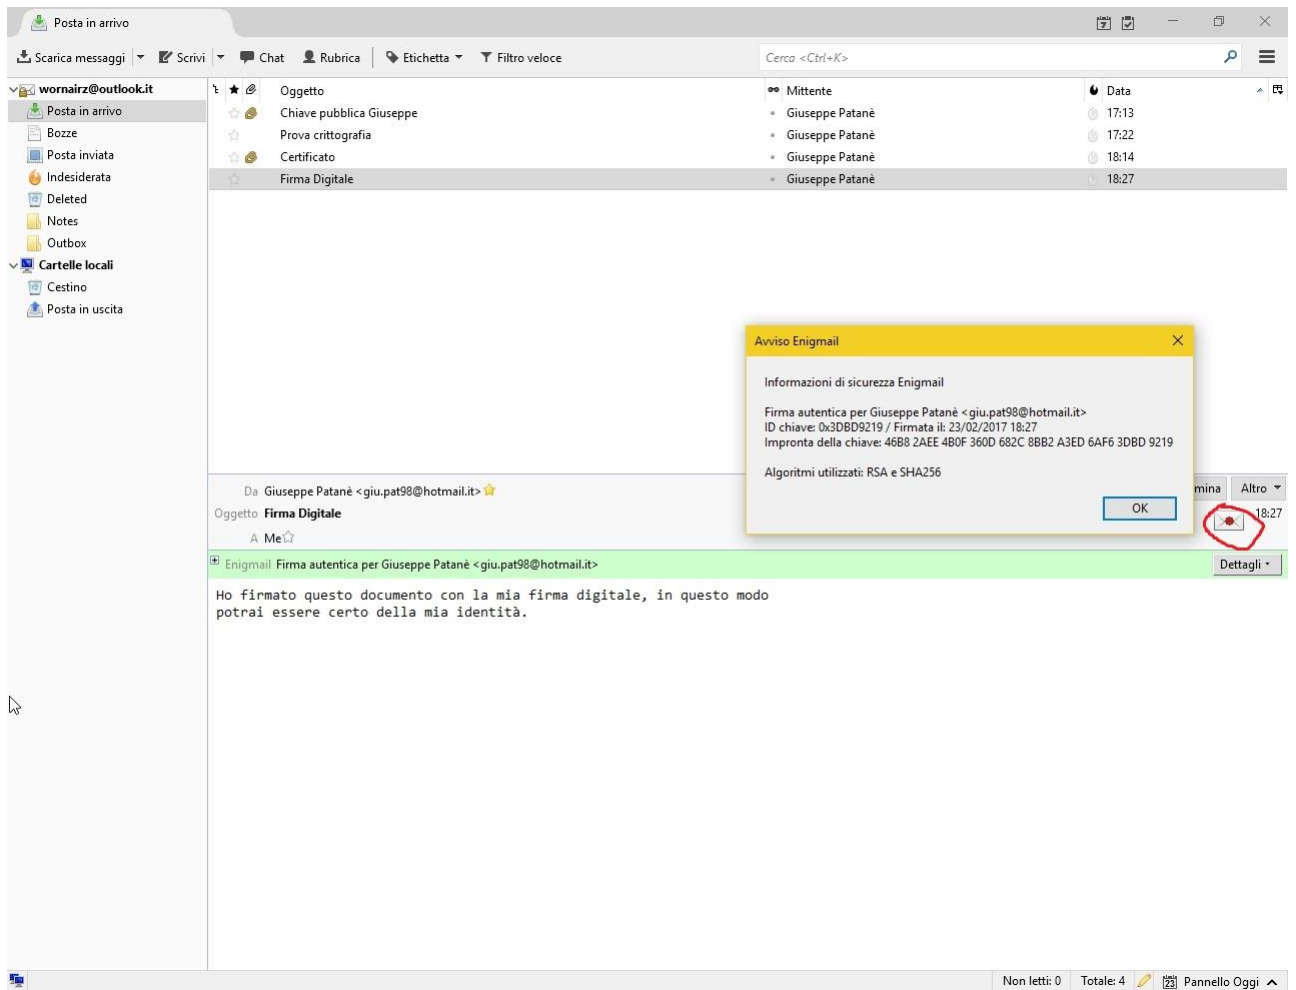 Posta in arrivo
Scarica messaggi Scrivi Chat Rubrica Etichetta Filtro veloce Cerca <Ctrl+K>
wornairz@outlook.it
Posta in arrivo
Bozze
Posta inviata
Indesiderata
Deleted
Notes
Outbox
Cartelle locali
Cestino
Posta in uscita
Oggetto Mittente Data
Chiave pubblica Giuseppe Giuseppe Patanè 17:13
Prova crittografia Giuseppe Patanè 17:22
Certificato Giuseppe Patanè 18:14
Firma Digitale Giuseppe Patanè 18:27
Avviso Enigmail
Informazioni di sicurezza Enigmail
Firma autentica per Giuseppe Patanè <giu.pat98@hotmail.it>
ID chiave: 0x3DBD9219 / Firmata il: 23/02/2017 18:27
Impronta della chiave: 46B8 2AEE 4B0F 360D 682C 8BB2 A3ED 6AF6 3DBD 9219
Algoritmi utilizzati: RSA e SHA256
OK
Da Giuseppe Patanè <giu.pat98@hotmail.it> mina Altro
Oggetto Firma Digitale 18:27
A Me
Enigmail Firma autentica per Giuseppe Patanè <giu.pat98@hotmail.it> Dettagli
Ho firmato questo documento con la mia firma digitale, in questo modo
potrai essere certo della mia identità.
Non letti: 0 Totale: 4 23 Pannello Oggi